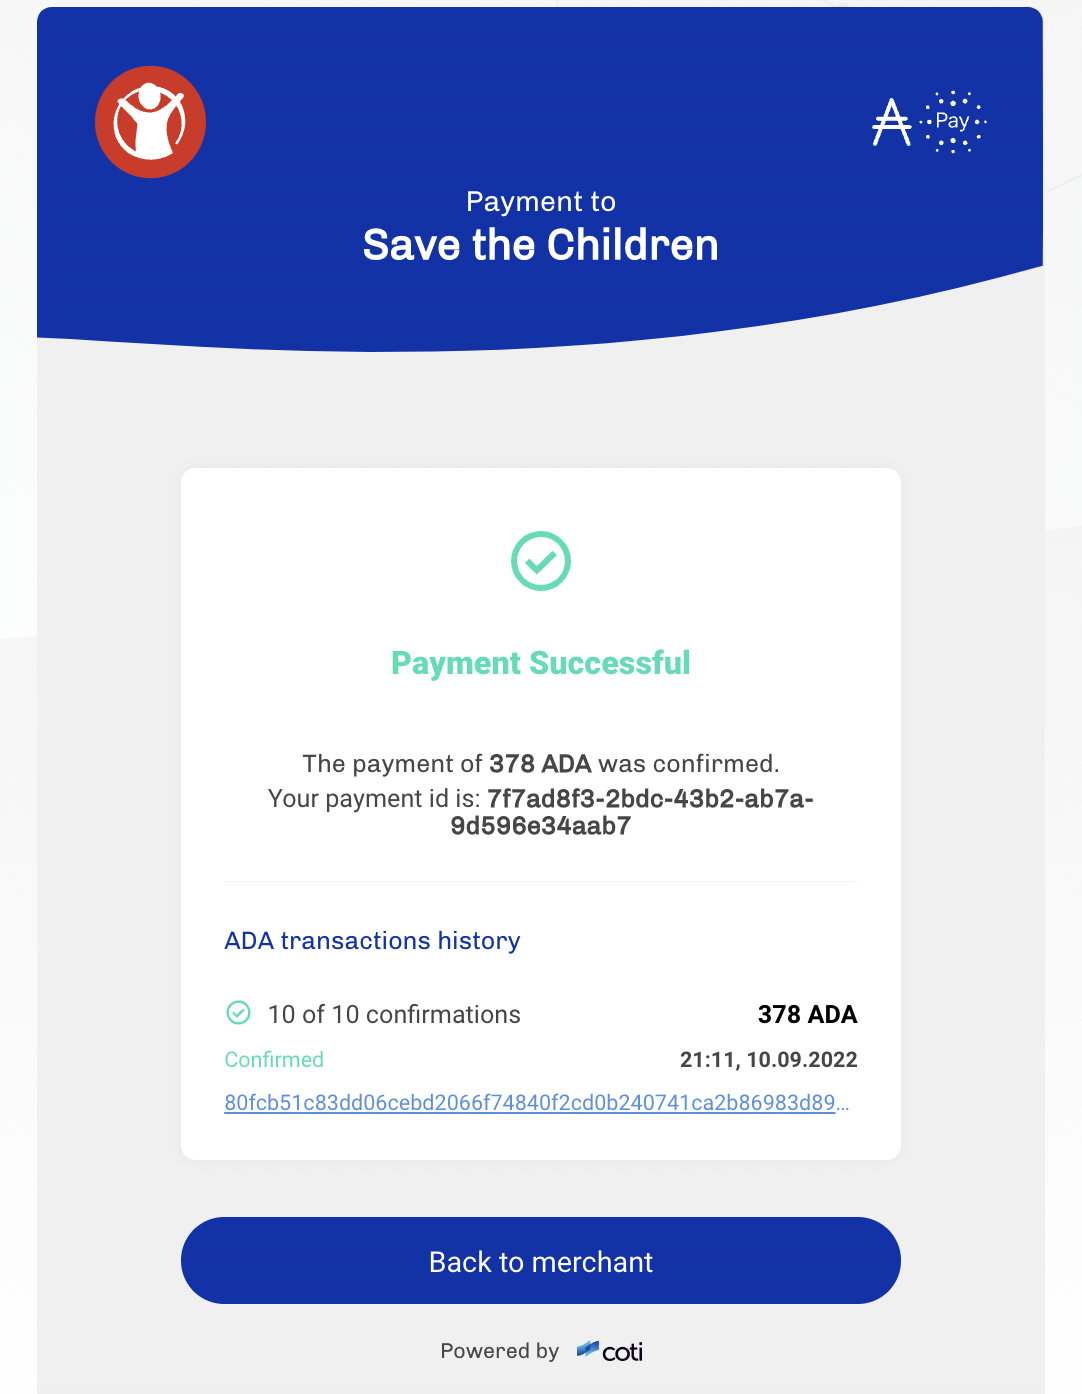 Pay
Payment to
Save the Children
Payment Successful
The payment of 378 ADA was confirmed.
Your payment id is: 7f7ad8f3-2bdc-43b2-ab7a-
9d596e34aab7
ADA transactions history
10 of 10 confirmations 378 ADA
Confirmed 21:11, 10.09.2022
80fcb51c83dd06cebd2066f74840f2cd0b240741ca2b86983d89...
Back to merchant
Powered by coti